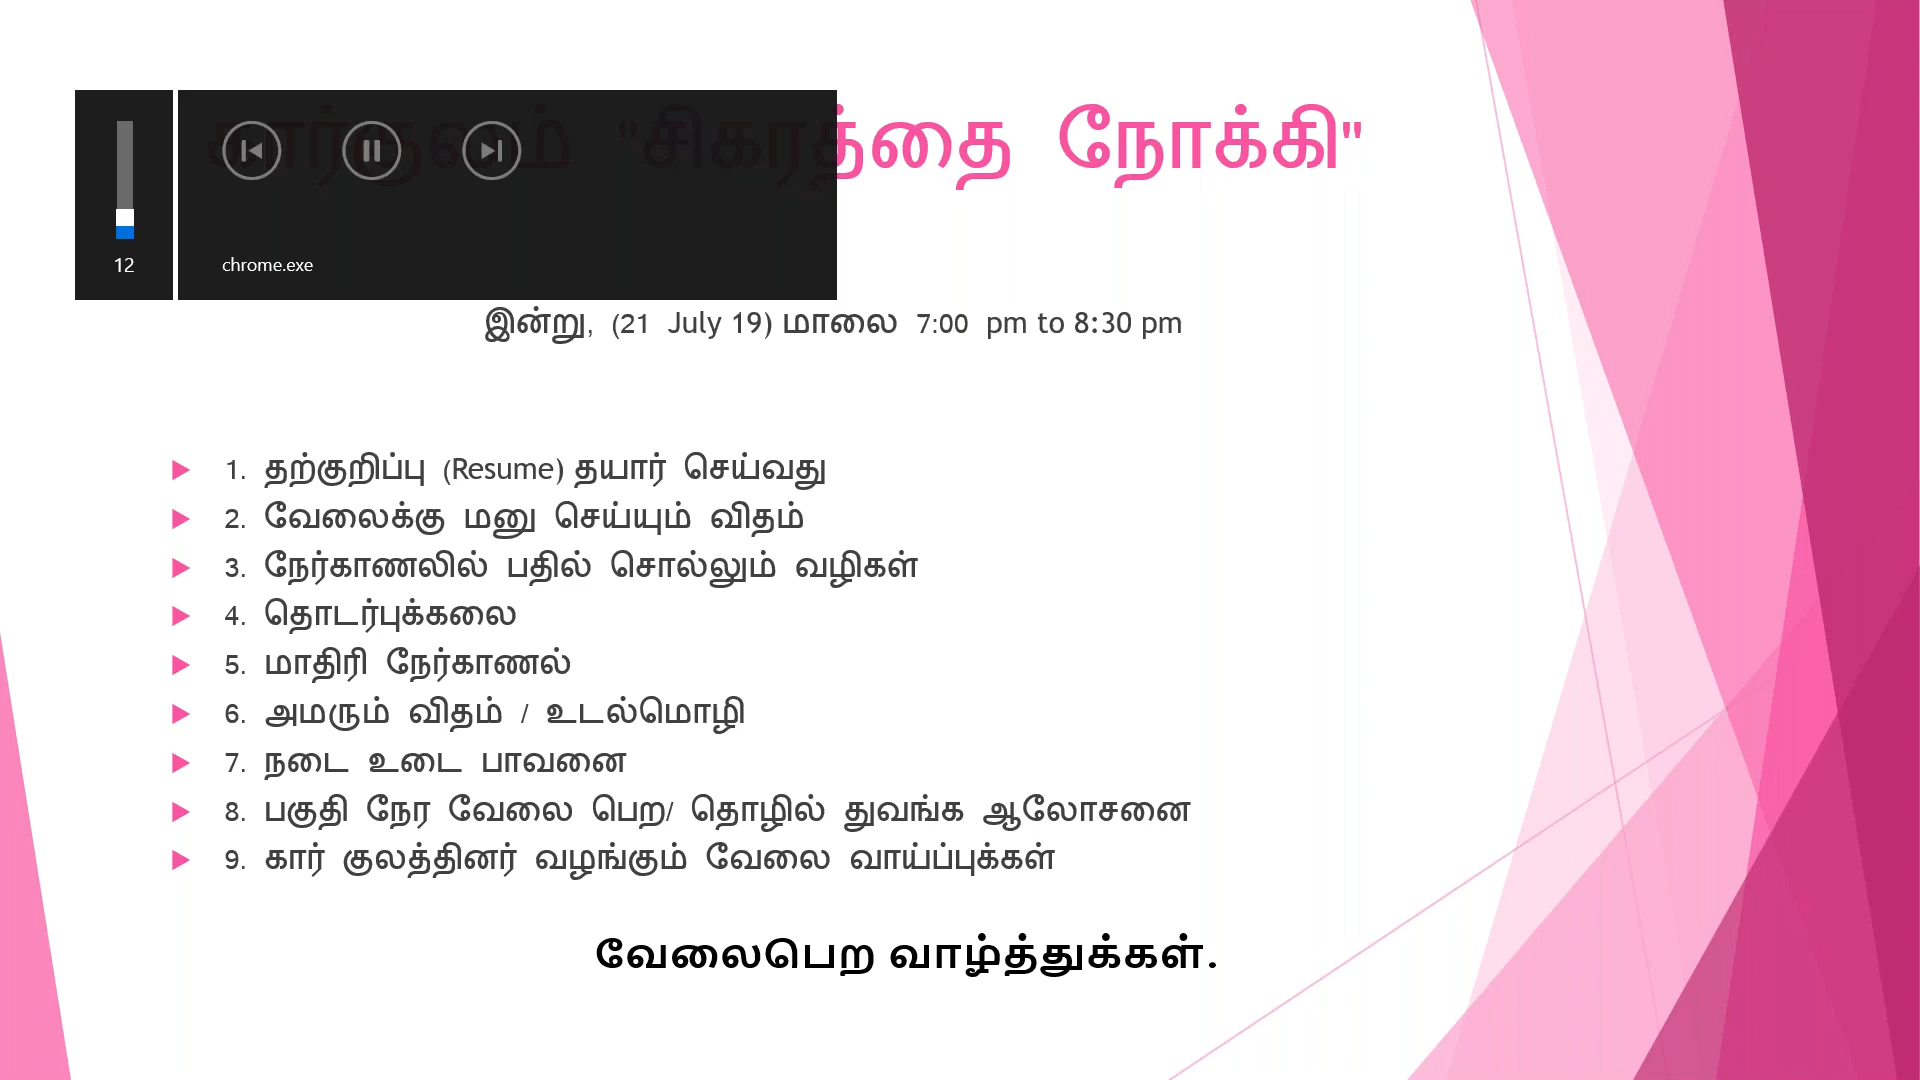 கார்குலம் "சிகரத்தை நோக்கி"
12
chrome.exe
இன்று, (21 July 19) மாலை 7:00 pm to 8:30 pm
1. தற்குறிப்பு (Resume) தயார் செய்வது
2. வேலைக்கு மனு செய்யும் விதம்
3. நேர்காணலில் பதில் சொல்லும் வழிகள்
4. தொடர்புக்கலை
5. மாதிரி நேர்காணல்
6. அமரும் விதம் / உடல்மொழி
7. நடை உடை பாவனை
8. பகுதி நேர வேலை பெற/ தொழில் துவங்க ஆலோசனை
9. கார் குலத்தினர் வழங்கும் வேலை வாய்ப்புக்கள்
வேலைபெற வாழ்த்துக்கள்.